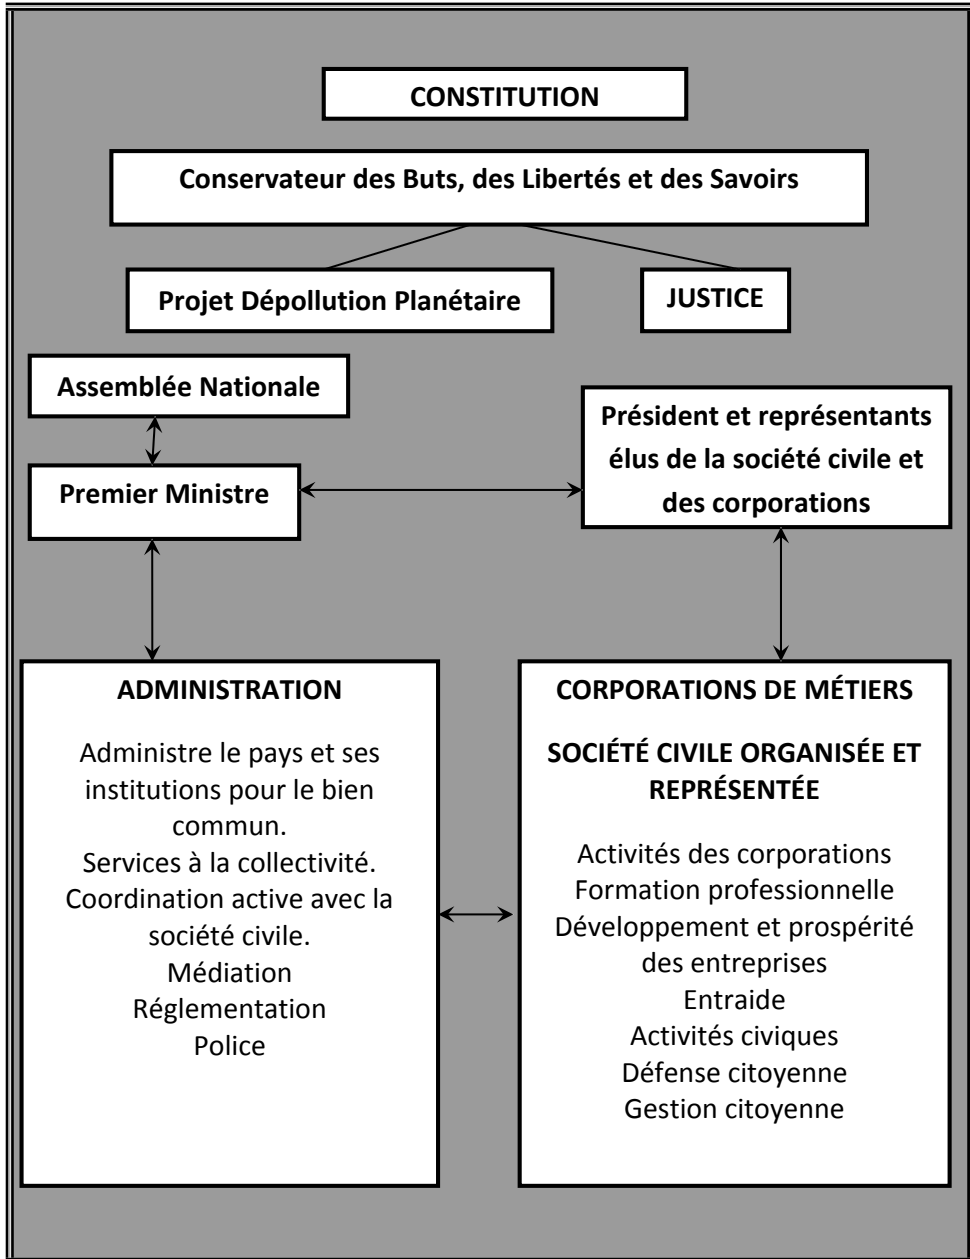 CONSTITUTION
Conservateur des Buts, des Libertés et des Savoirs
Projet Dépollution Planétaire
JUSTICE
Assemblée Nationale
Premier Ministre
Président et représentants
élus de la société civile et
des corporations
ADMINISTRATION
Administre le pays et ses
institutions pour le bien
commun.
Services à la collectivité.
Coordination active avec la
société civile.
Médiation
Réglementation
Police
CORPORATIONS DE MÉTIERS
SOCIÉTÉ CIVILE ORGANISÉE ET
REPRÉSENTÉE
Activités des corporations
Formation professionnelle
Développement et prospérité
des entreprises
Entraide
Activités civiques
Défense citoyenne
Gestion citoyenne